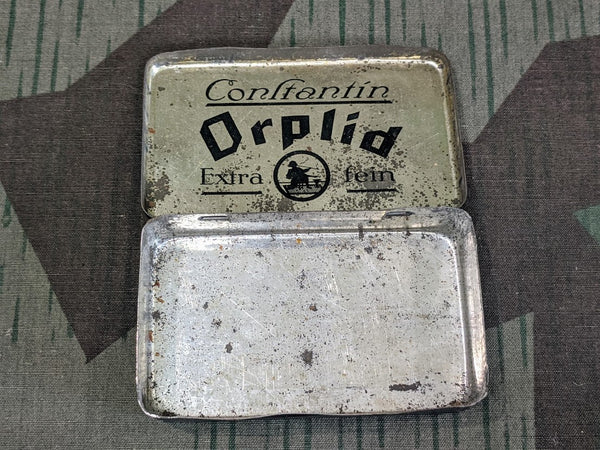 Conſtantin
Orplid
Extra fein